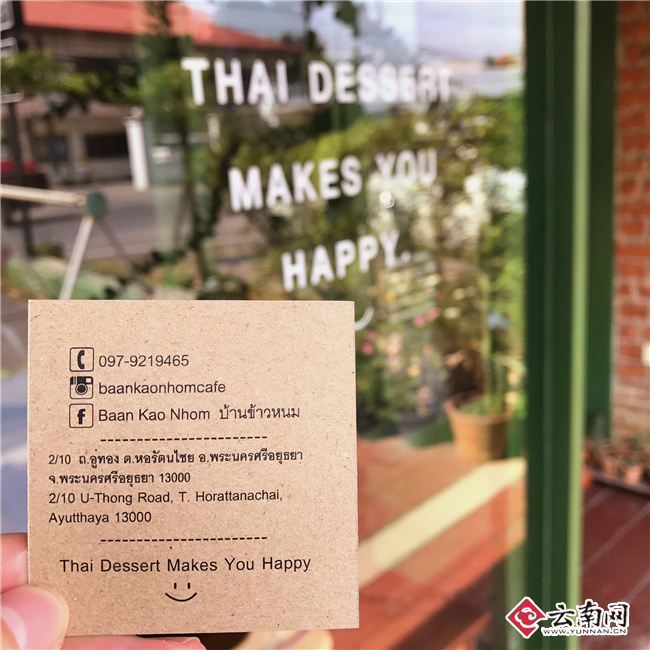 THAI DESSERT
MAKES YOU
HAPPY.
097-9219465
baankaonhomcafe
f Baan Kao Nhom บ้านข้าวหนม
2/10 ถ.อู่ทอง ต.หอรัตนไชย อ.พระนครศรีอยุธยา
จ.พระนครศรีอยุธยา 13000
2/10 U-Thong Road, T. Horattanachai,
Ayutthaya 13000
Thai Dessert Makes You Happy
云南网
WWW.YUNNAN.CN